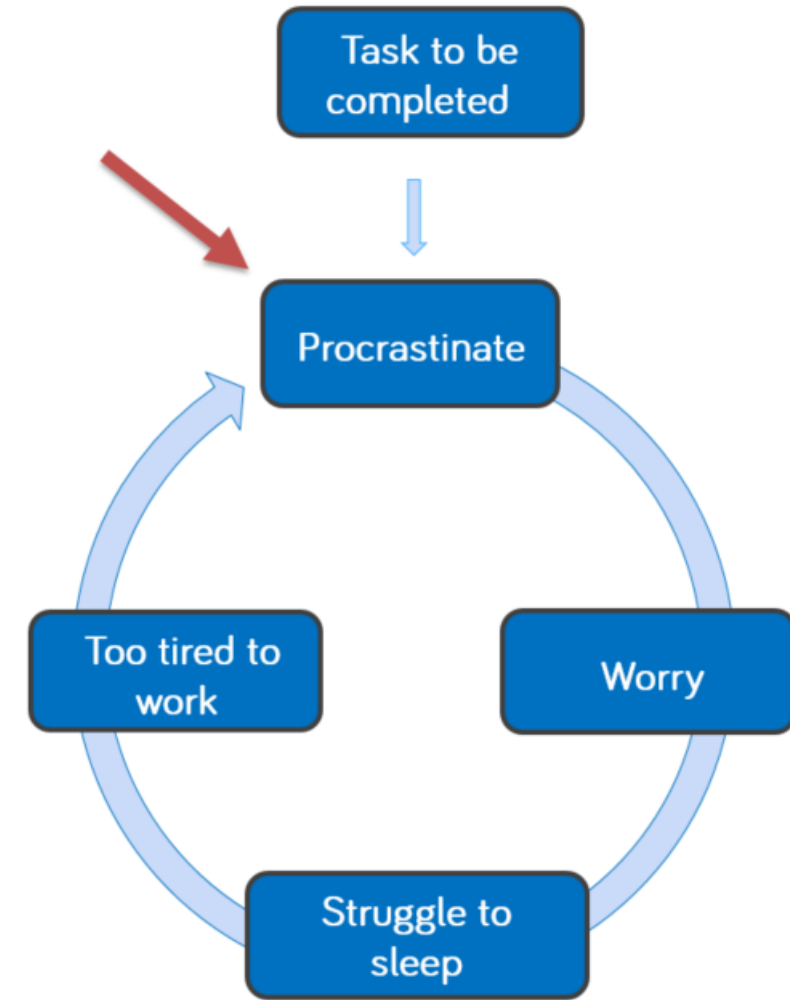 Task to be
completed
Procrastinate
Worry
Struggle to
sleep
Too tired to
work